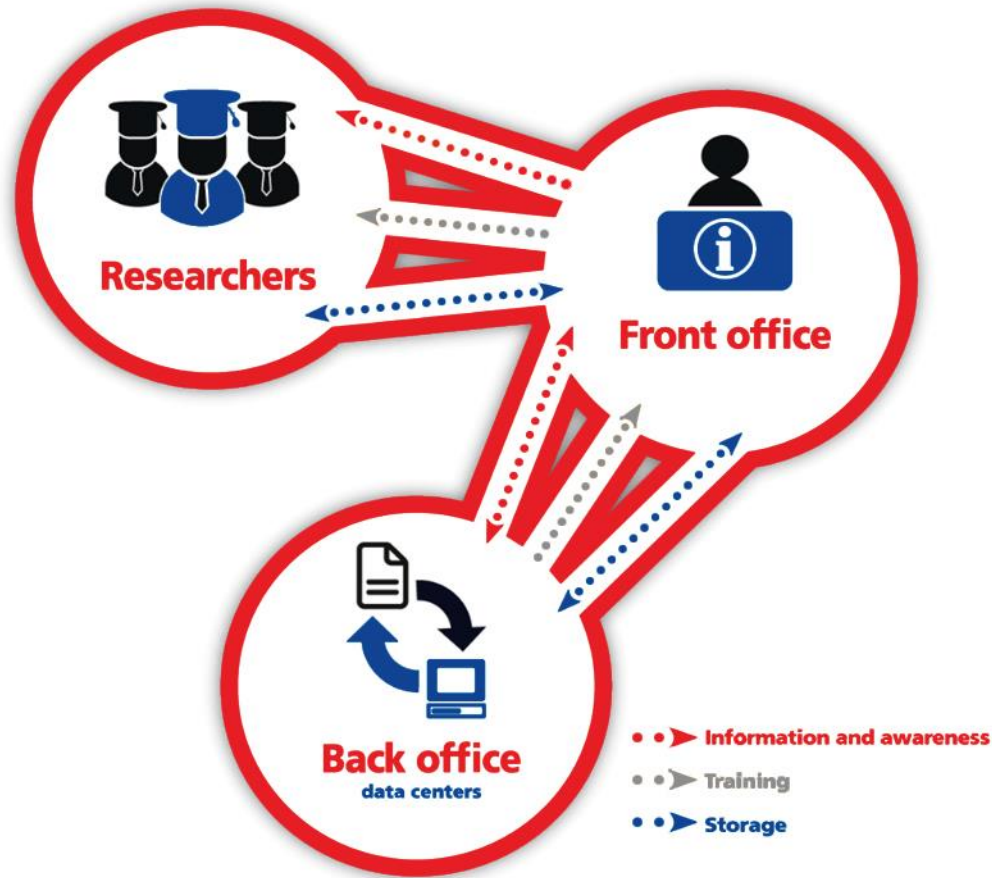 Researchers
Front office
Back office
data centers
Information and awareness
Training
Storage